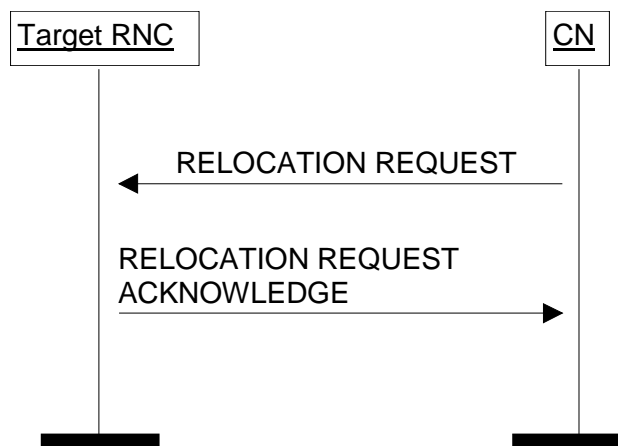 Target RNC
CN
RELOCATION REQUEST
RELOCATION REQUEST
ACKNOWLEDGE